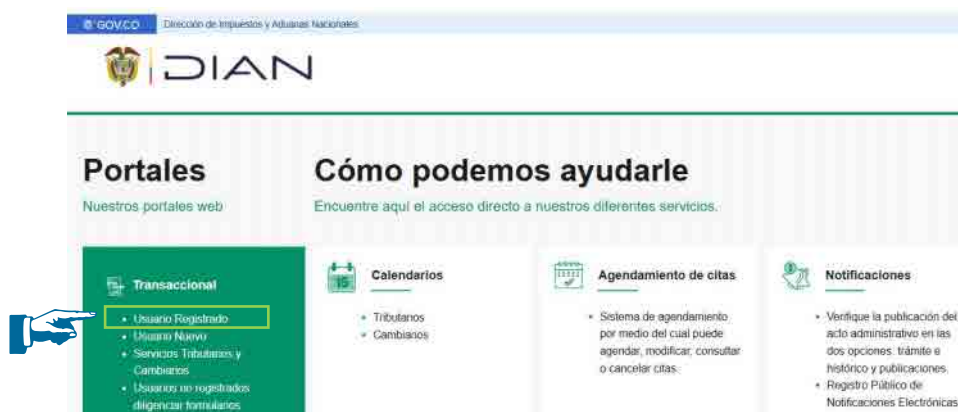 GOV.CO
Dirección de Impuestos y Aduanas Nacionales
DIAN
Portales
Nuestros portales web
Cómo podemos ayudarle
Encuentre aquí el acceso directo a nuestros diferentes servicios.
Transaccional
• Usuario Registrado
• Usuario Nuevo
• Servicios Tributarios y
Cambiarios
• Usuarios no registrados
diligenciar formularios
15
Calendarios
• Tributarios
• Cambiarios
Agendamiento de citas
• Sistema de agendamiento
por medio del cual puede
agendar, modificar, consultar
o cancelar citas.
Notificaciones
• Verifique la publicación del
acto administrativo en las
dos opciones: trámite e
histórico y publicaciones.
• Registro Público de
Notificaciones Electrónicas